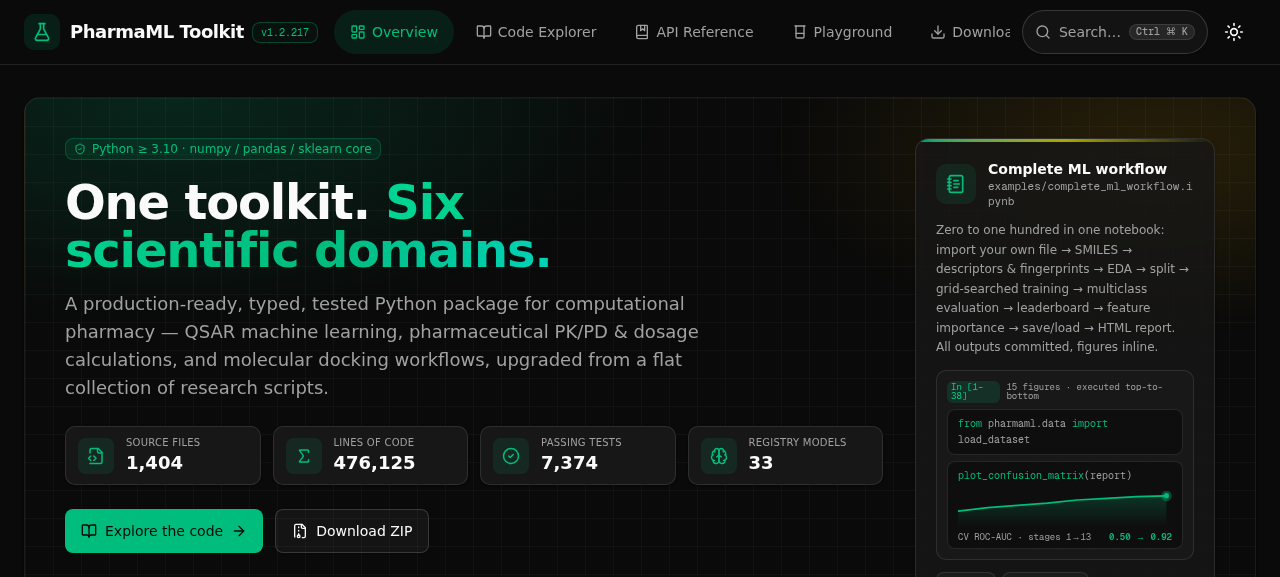 PharmaML Toolkit v1.2.217 Overview Code Explorer API Reference Playground Search... Ctrl ⌘ K
Python ≥ 3.10 · numpy / pandas / sklearn core
One toolkit. Six
scientific domains.
A production-ready, typed, tested Python package for computational
pharmacy — QSAR machine learning, pharmaceutical PK/PD & dosage
calculations, and molecular docking workflows, upgraded from a flat
collection of research scripts.
SOURCE FILES
1,404
LINES OF CODE
476,125
PASSING TESTS
7,374
REGISTRY MODELS
33
Explore the code → Download ZIP
Complete ML workflow
examples/complete_ml_workflow.i
pynb
Zero to one hundred in one notebook:
import your own file → SMILES →
descriptors & fingerprints → EDA → split →
grid-searched training → multiclass
evaluation → leaderboard → feature
importance → save/load → HTML report.
All outputs committed, figures inline.
In [1–
38]
15 figures · executed top-to-
bottom
from pharmaml.data import
load_dataset
plot_confusion_matrix(report)
CV ROC-AUC · stages 1→13 0.50 → 0.92